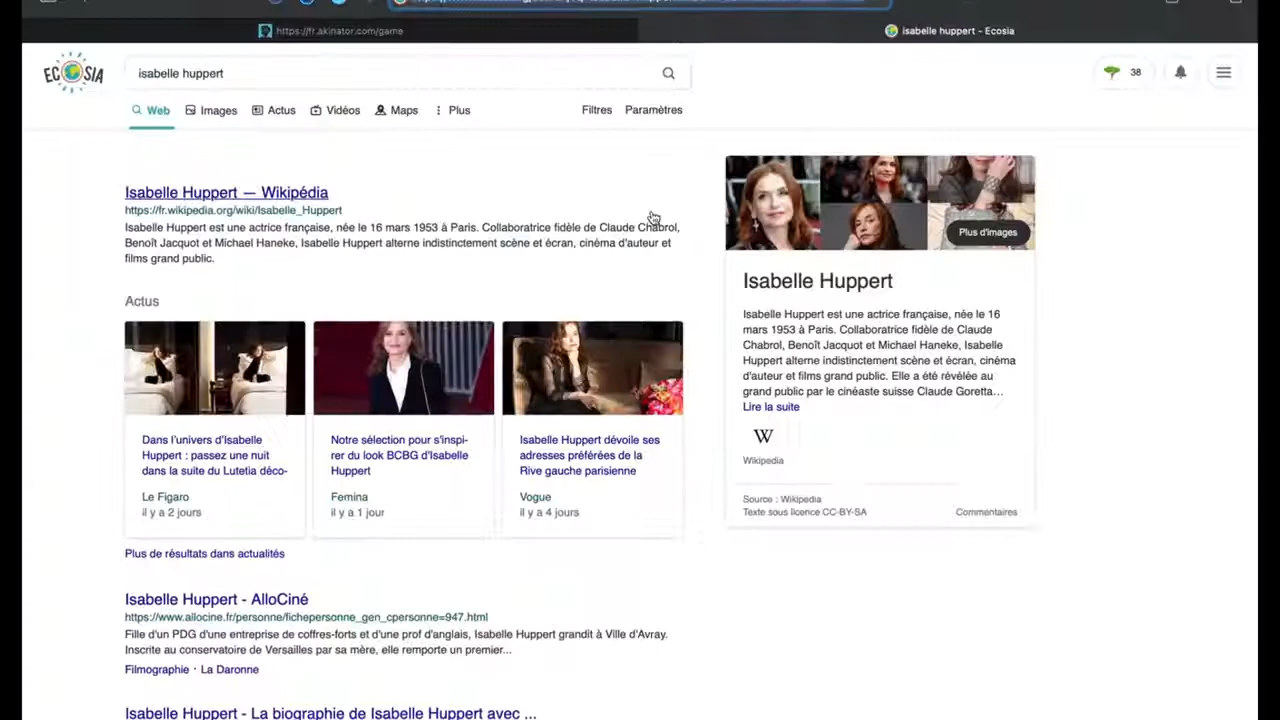 https://fr.akinator.com/game
isabelle huppert - Ecosia
ECOSIA
isabelle huppert
38
Web
Images
Actus
Vidéos
Maps
Plus
Filtres
Paramètres
Isabelle Huppert — Wikipédia
https://fr.wikipedia.org/wiki/Isabelle_Huppert
Isabelle Huppert est une actrice française, née le 16 mars 1953 à Paris. Collaboratrice fidèle de Claude Chabrol,
Benoît Jacquot et Michael Haneke, Isabelle Huppert alterne indistinctement scène et écran, cinéma d'auteur et
films grand public.
Actus
Dans l'univers d'Isabelle
Huppert : passez une nuit
dans la suite du Lutetia déco-
Le Figaro
il y a 2 jours
Notre sélection pour s'inspi-
rer du look BCBG d'Isabelle
Huppert
Femina
il y a 1 jour
Isabelle Huppert dévoile ses
adresses préférées de la
Rive gauche parisienne
Vogue
il y a 4 jours
Plus de résultats dans actualités
Isabelle Huppert - AlloCiné
https://www.allocine.fr/personne/fichepersonne_gen_cpersonne=947.html
Fille d'un PDG d'une entreprise de coffres-forts et d'une prof d'anglais, Isabelle Huppert grandit à Ville d'Avray.
Inscrite au conservatoire de Versailles par sa mère, elle remporte un premier...
Filmographie · La Daronne
Isabelle Huppert - La biographie de Isabelle Huppert avec ...
Plus d'images
Isabelle Huppert
Isabelle Huppert est une actrice française, née le 16
mars 1953 à Paris. Collaboratrice fidèle de Claude
Chabrol, Benoît Jacquot et Michael Haneke, Isabelle
Huppert alterne indistinctement scène et écran, cinéma
d'auteur et films grand public. Elle a été révélée au
grand public par le cinéaste suisse Claude Goretta…
Lire la suite
W
Wikipedia
Source : Wikipedia
Texte sous licence CC-BY-SA
Commentaires